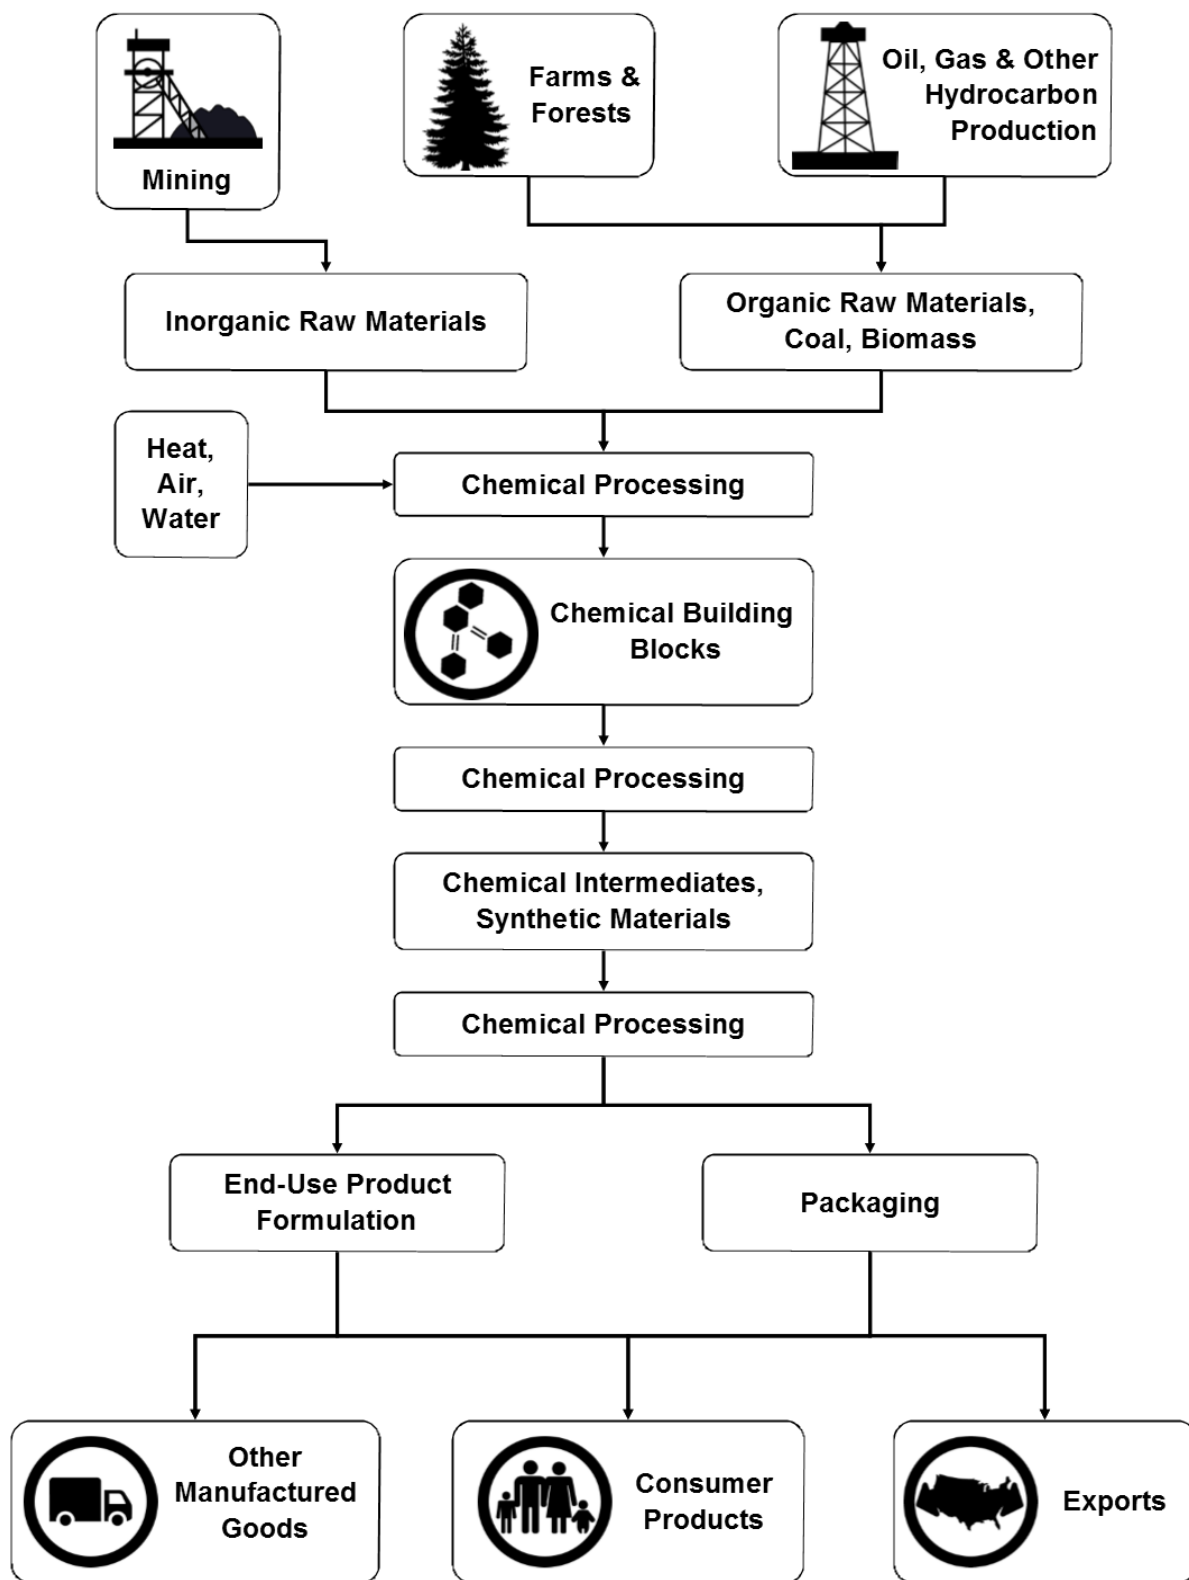 Mining
Farms &
Forests
Oil, Gas & Other
Hydrocarbon
Production
Inorganic Raw Materials
Organic Raw Materials,
Coal, Biomass
Heat,
Air,
Water
Chemical Processing
Chemical Building
Blocks
Chemical Processing
Chemical Intermediates,
Synthetic Materials
Chemical Processing
End-Use Product
Formulation
Packaging
Other
Manufactured
Goods
Consumer
Products
Exports